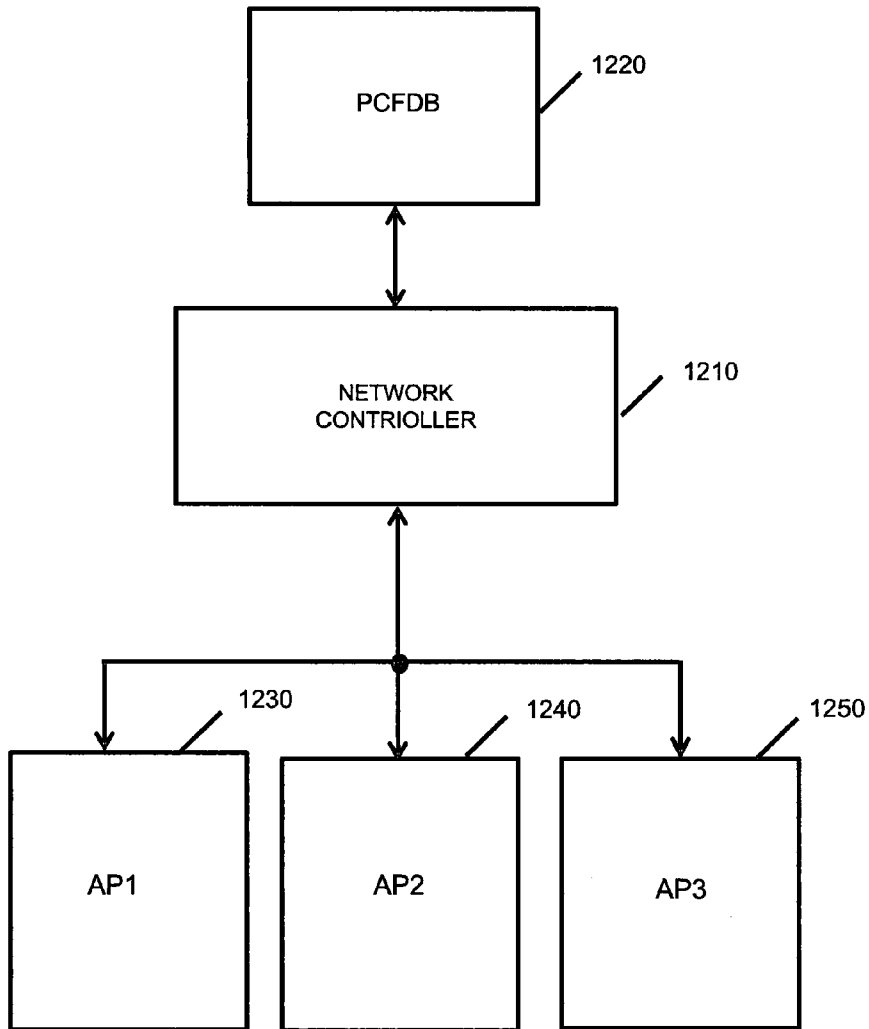 PCFDB
1220
NETWORK
CONTRIOLLER
1210
1230
1240
1250
AP1
AP2
AP3